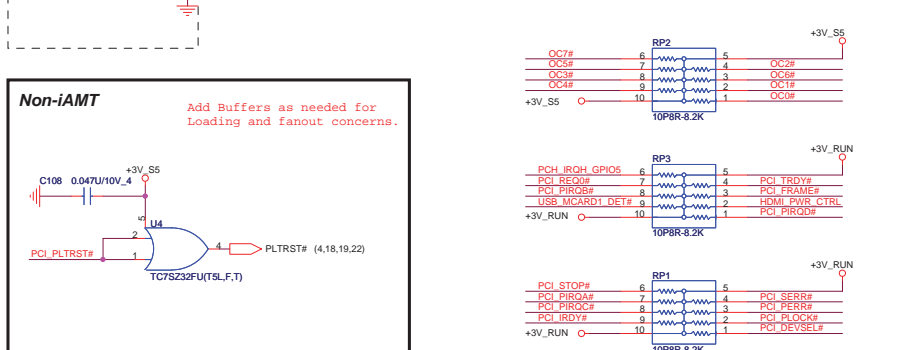 Non-iAMT
Add Buffers as needed for
Loading and fanout concerns.
+3V_S5
C108 0.047U/10V_4
5
U4
2
4
PLTRST# (4,18,19,22)
PCI_PLTRST#
1
TC7SZ32FU(T5L,F,T)
+3V_S5
RP2
OC7# 6 5
OC5# 7 4 OC2#
OC3# 8 3 OC6#
OC4# 9 2 OC1#
+3V_S5 10 1 OC0#
10P8R-8.2K
+3V_RUN
RP3
PCH_IRQH_GPIO5 6 5
PCI_REQ0# 7 4 PCI_TRDY#
PCI_PIRQB# 8 3 PCI_FRAME#
USB_MCARD1_DET# 9 2 HDMI_PWR_CTRL
+3V_RUN 10 1 PCI_PIRQD#
10P8R-8.2K
+3V_RUN
RP1
PCI_STOP# 6 5
PCI_PIRQA# 7 4 PCI_SERR#
PCI_PIRQC# 8 3 PCI_PERR#
PCI_IRDY# 9 2 PCI_PLOCK#
+3V_RUN 10 1 PCI_DEVSEL#
10P8R-8.2K